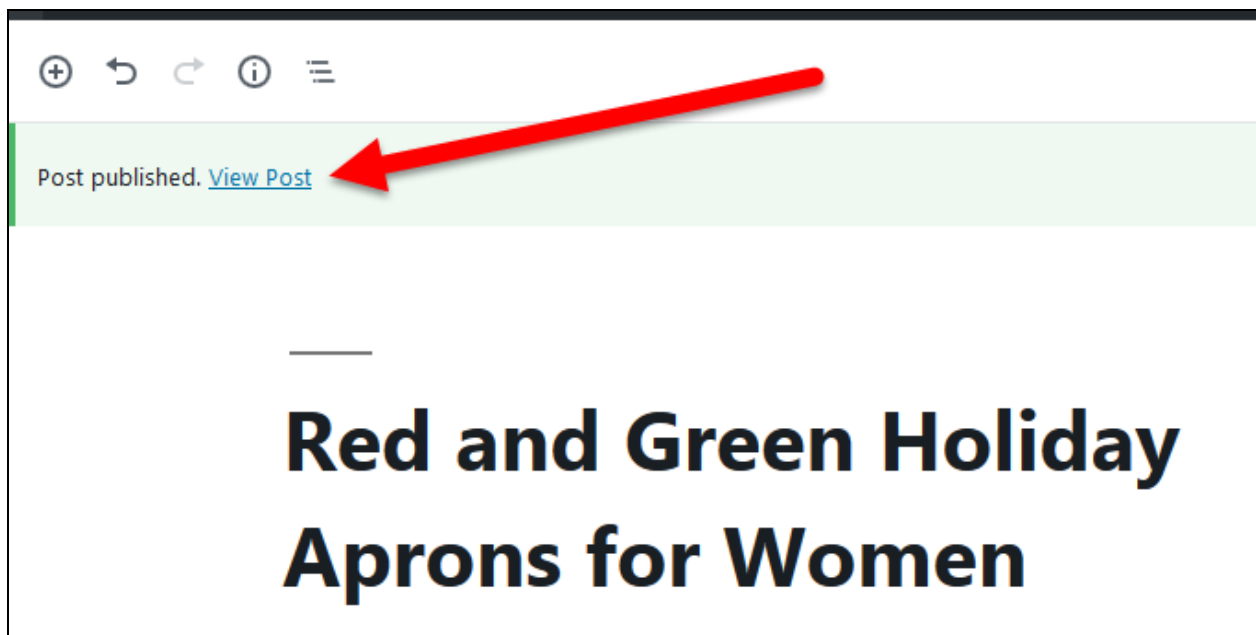 Post published. View Post
Red and Green Holiday
Aprons for Women